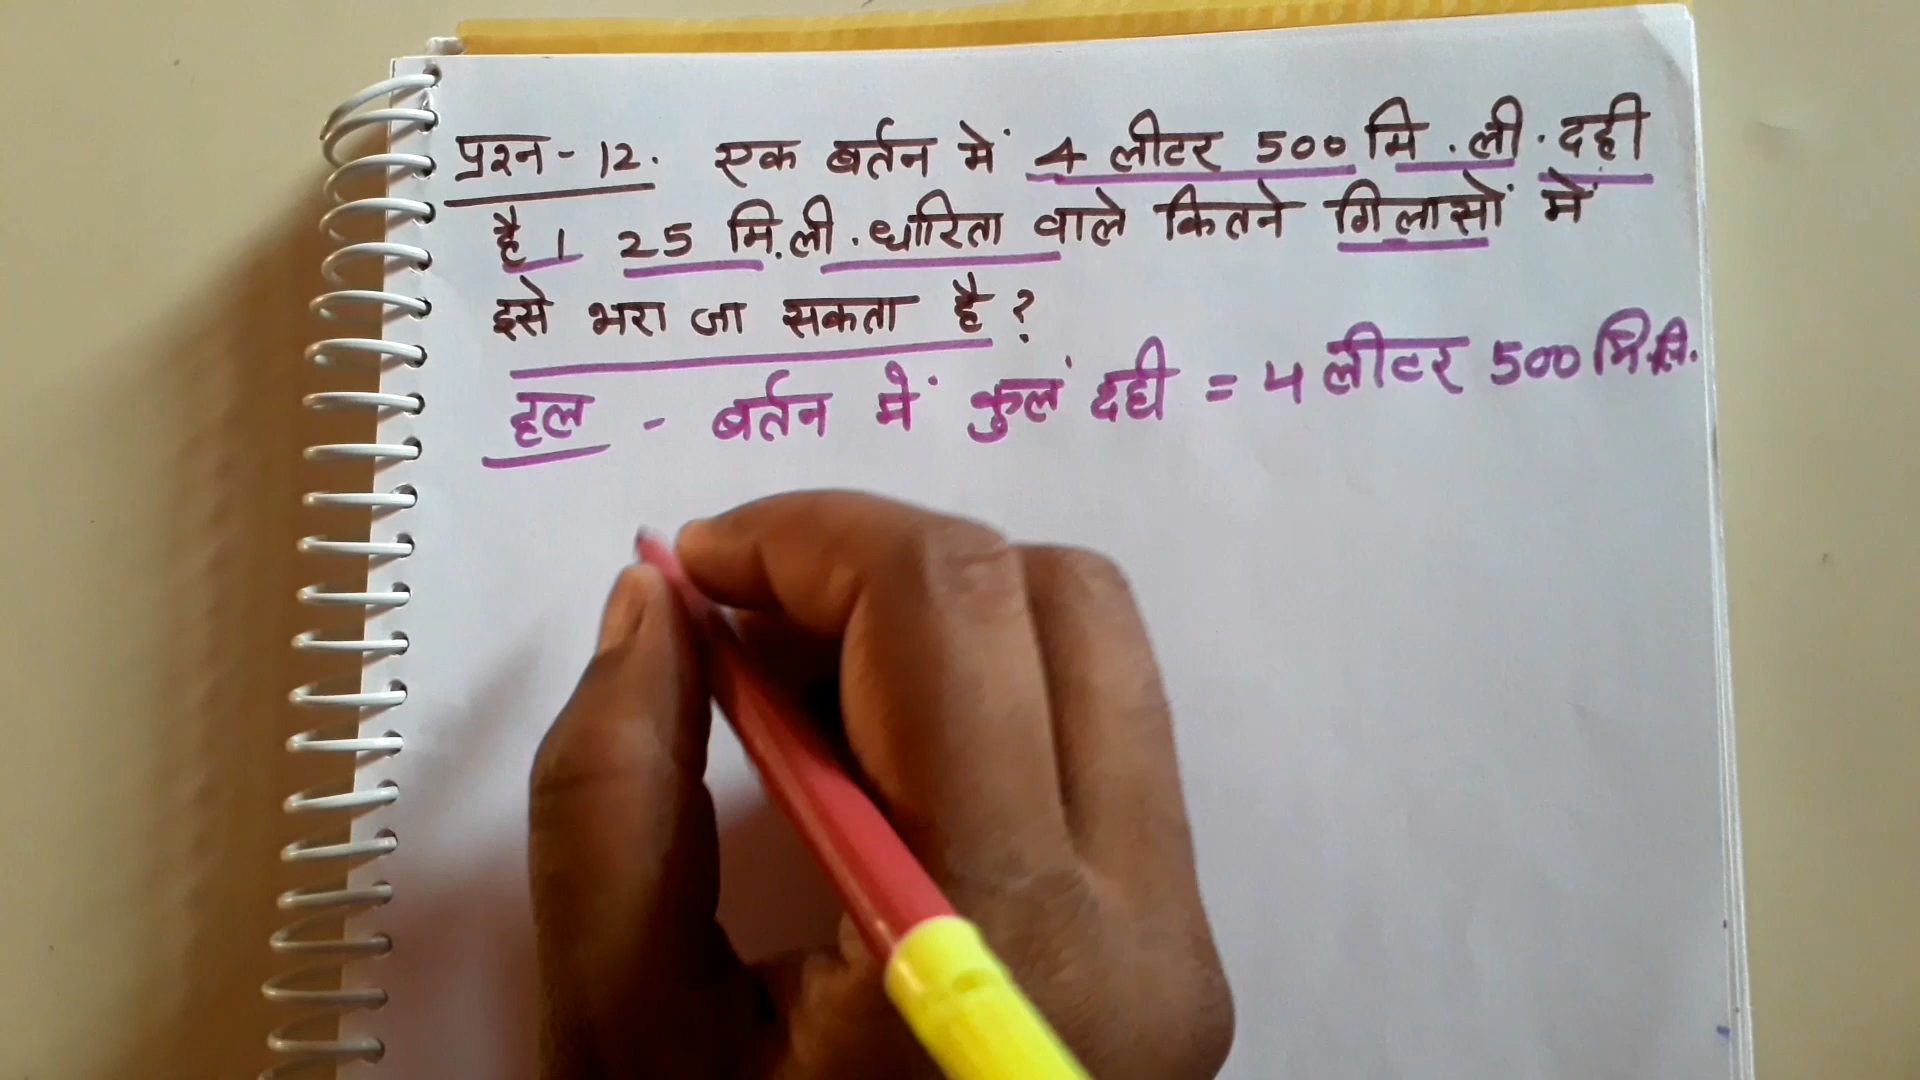 प्रश्न - 12. एक बर्तन में 4 लीटर 500 मि.ली. दही
है। 25 मि.ली. धारिता वाले कितने गिलासों में
इसे भरा जा सकता है?
हल - बर्तन में कुल दही = 4 लीटर 500 मि.लि.